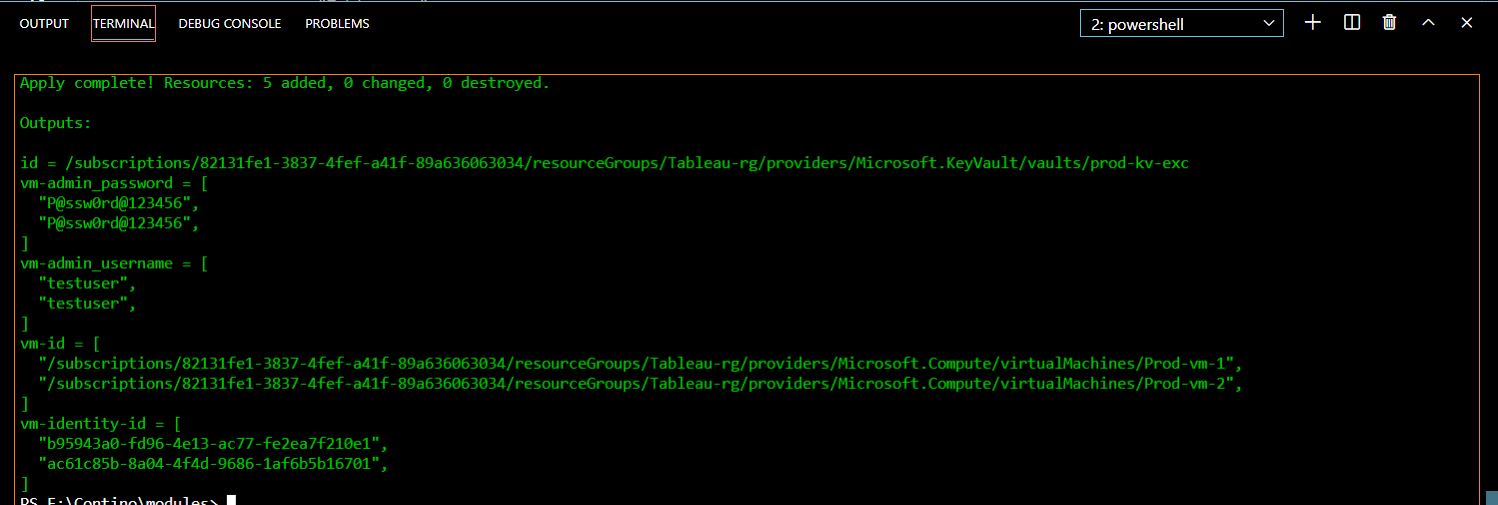 OUTPUT TERMINAL DEBUG CONSOLE PROBLEMS 2: powershell
Apply complete! Resources: 5 added, 0 changed, 0 destroyed.
Outputs:
id = /subscriptions/82131fe1-3837-4fef-a41f-89a636063034/resourceGroups/Tableau-rg/providers/Microsoft.KeyVault/vaults/prod-kv-exc
vm-admin_password = [
"P@ssw0rd@123456",
"P@ssw0rd@123456",
]
vm-admin_username = [
"testuser",
"testuser",
]
vm-id = [
"/subscriptions/82131fe1-3837-4fef-a41f-89a636063034/resourceGroups/Tableau-rg/providers/Microsoft.Compute/virtualMachines/Prod-vm-1",
"/subscriptions/82131fe1-3837-4fef-a41f-89a636063034/resourceGroups/Tableau-rg/providers/Microsoft.Compute/virtualMachines/Prod-vm-2",
]
vm-identity-id = [
"b95943a0-fd96-4e13-ac77-fe2ea7f210e1",
"ac61c85b-8a04-4f4d-9686-1af6b5b16701",
]
PS E:\Contino\modules>